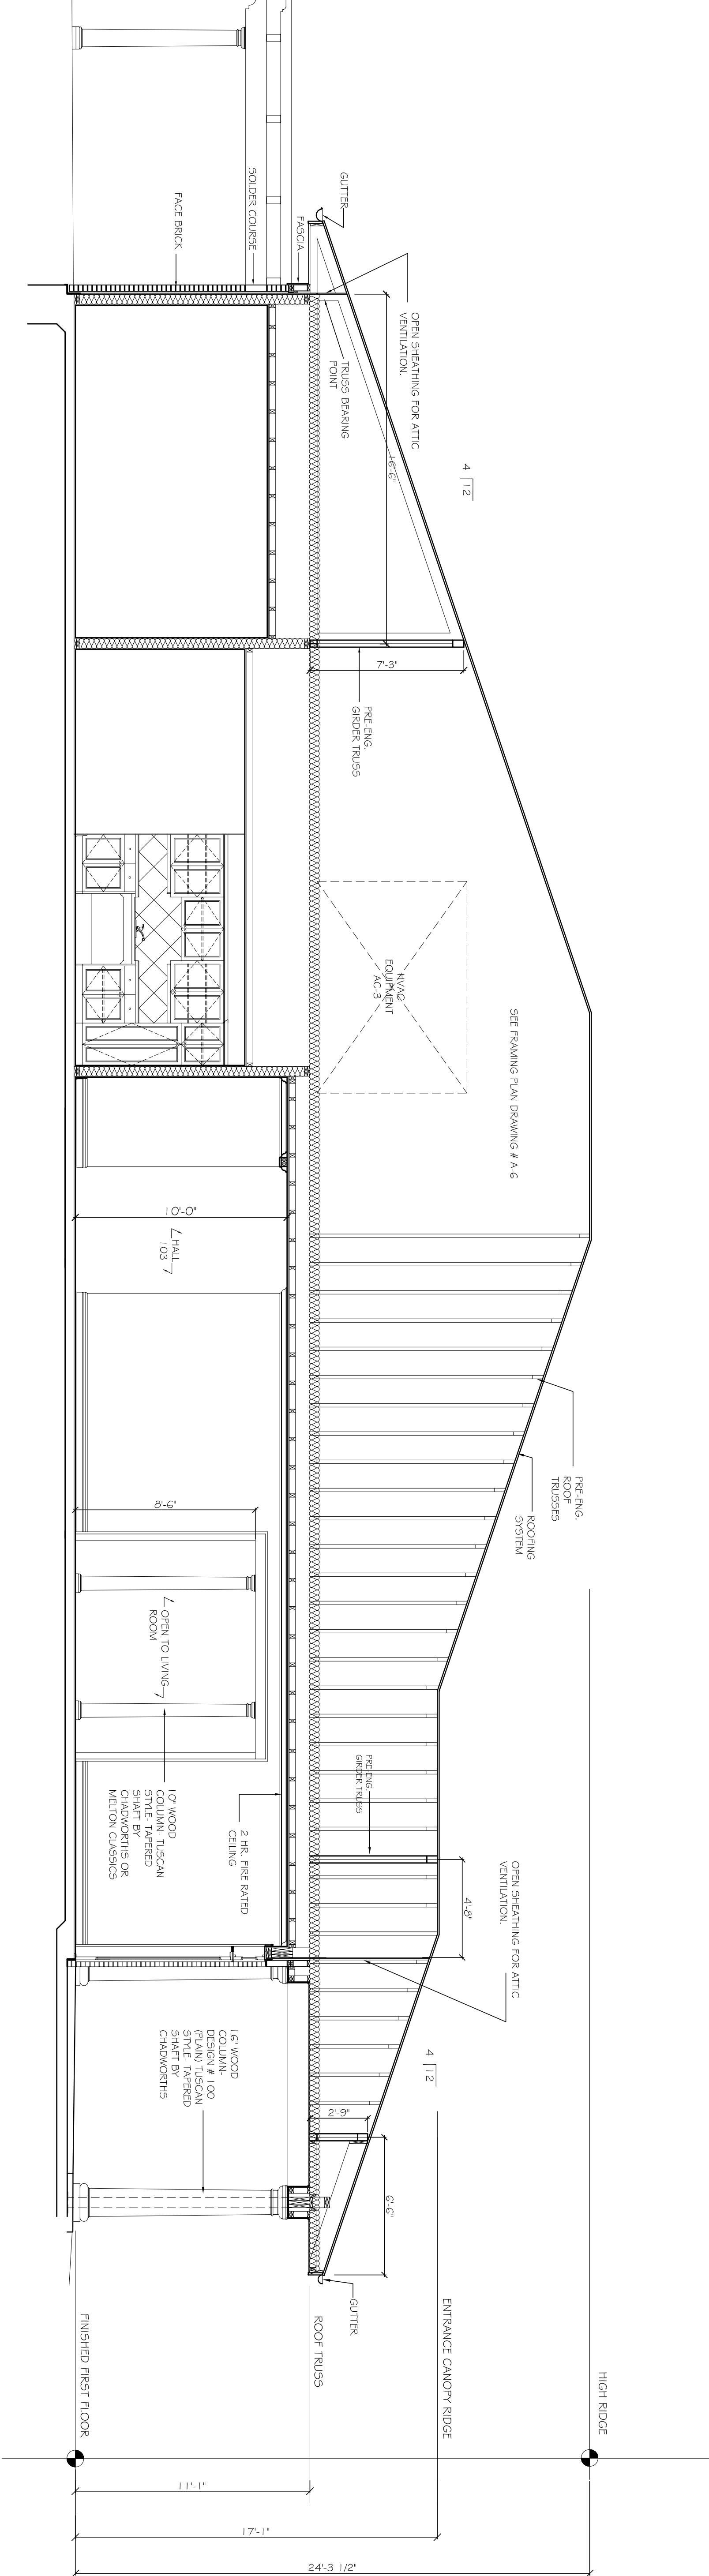 GUTTER
FASCIA
SOLDER COURSE
FACE BRICK
OPEN SHEATHING FOR ATTIC
VENTILATION.
TRUSS BEARING
POINT
16'-6"
4
12
7'-3"
PRE-ENG.
GIRDER TRUSS
HVAC
EQUIPMENT
AC-3
SEE FRAMING PLAN DRAWING # A-6
10'-0"
HALL
103
PRE-ENG.
ROOF
TRUSSES
ROOFING
SYSTEM
8'-6"
OPEN TO LIVING
ROOM
10" WOOD
COLUMN- TUSCAN
STYLE- TAPERED
SHAFT BY
CHADWORTHS OR
MELTON CLASSICS
2 HR. FIRE RATED
CEILING
PRE-ENG.
GIRDER TRUSS
4'-8"
OPEN SHEATHING FOR ATTIC
VENTILATION.
4
12
16" WOOD
COLUMN-
DESIGN # 100
(PLAIN) TUSCAN
STYLE- TAPERED
SHAFT BY
CHADWORTHS
2'-9"
6'-6"
GUTTER
HIGH RIDGE
ENTRANCE CANOPY RIDGE
ROOF TRUSS
FINISHED FIRST FLOOR
11'-1"
17'-1"
24'-3 1/2"